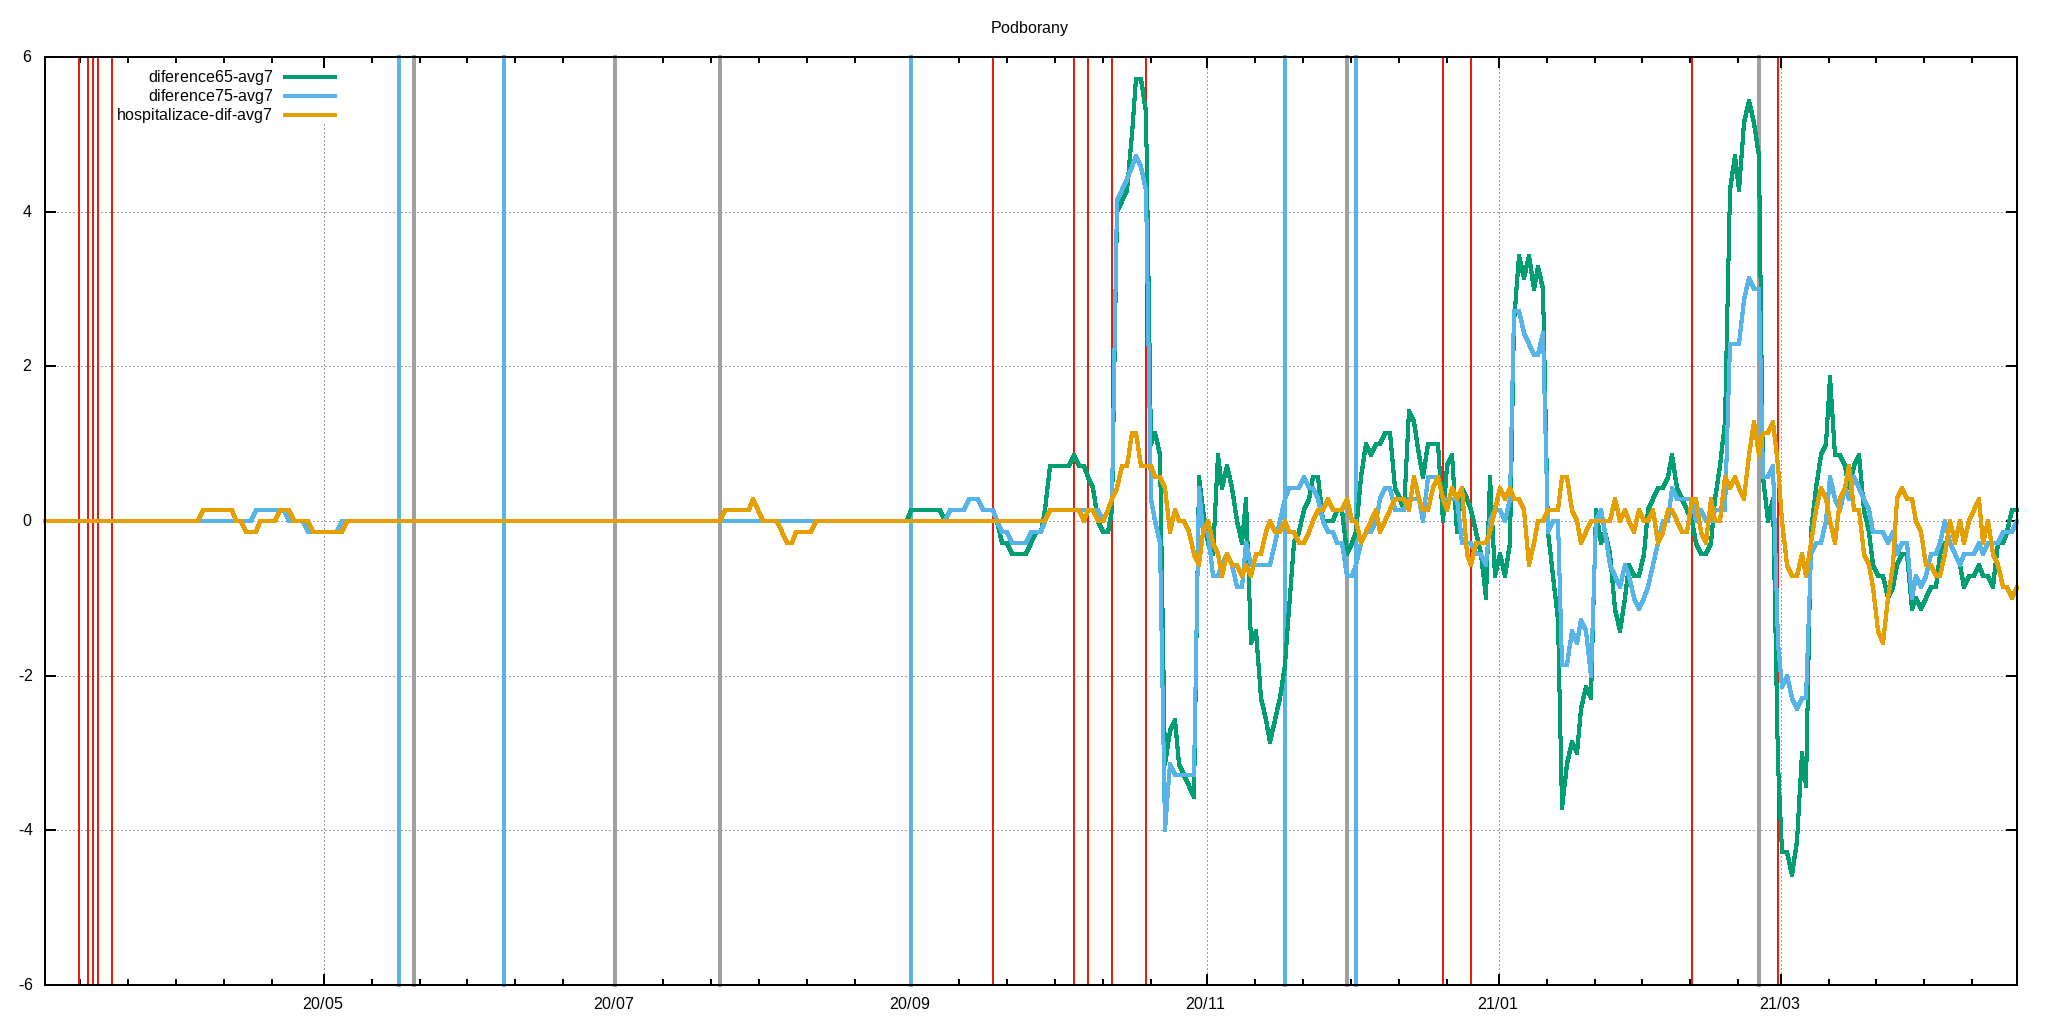 Podborany
diference65-avg7
diference75-avg7
hospitalizace-dif-avg7
6
4
2
0
-2
-4
-6
20/05 20/07 20/09 20/11 21/01 21/03